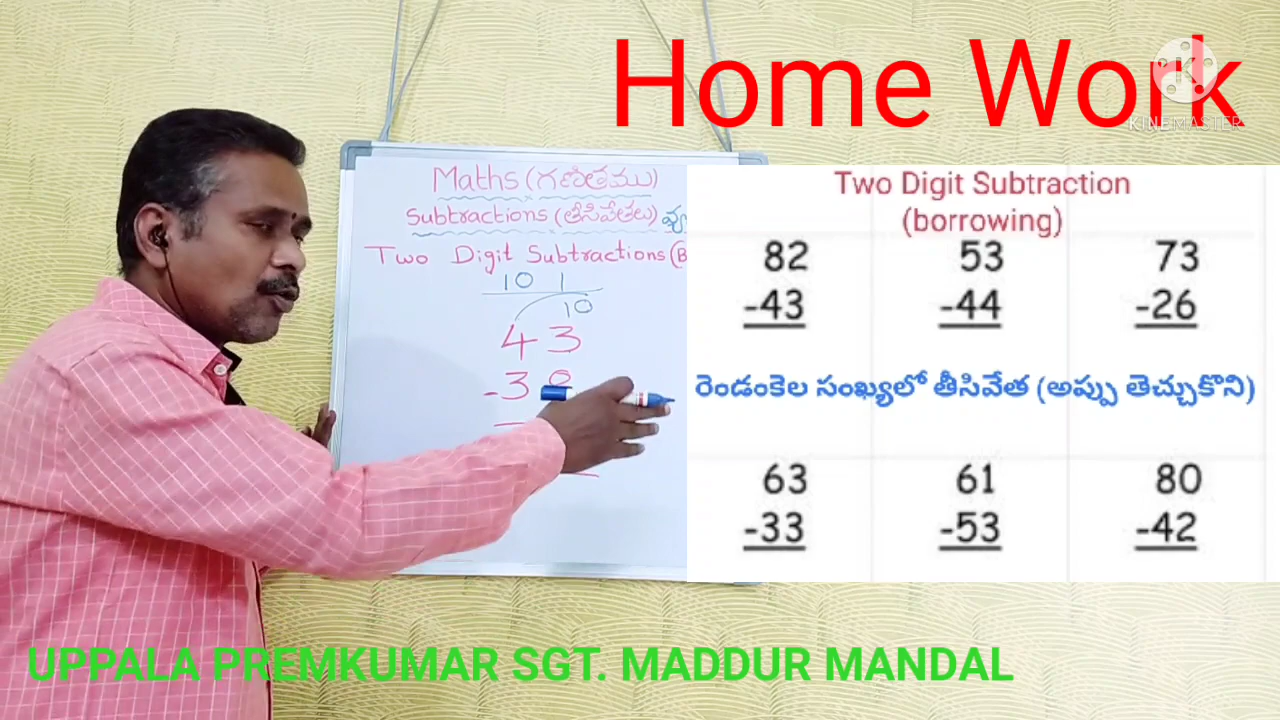 Home Work
KINEMASTER
Maths (గణితము)
Subtractions (తీసివేతలు)
Two Digit Subtractions (B
10 1
10
4 3
- 3
Two Digit Subtraction
(borrowing)
82 53 73
-43 -44 -26
రెండంకెల సంఖ్యలో తీసివేత (అప్పు తెచ్చుకొని)
63 61 80
-33 -53 -42
UPPALA PREMKUMAR SGT. MADDUR MANDAL